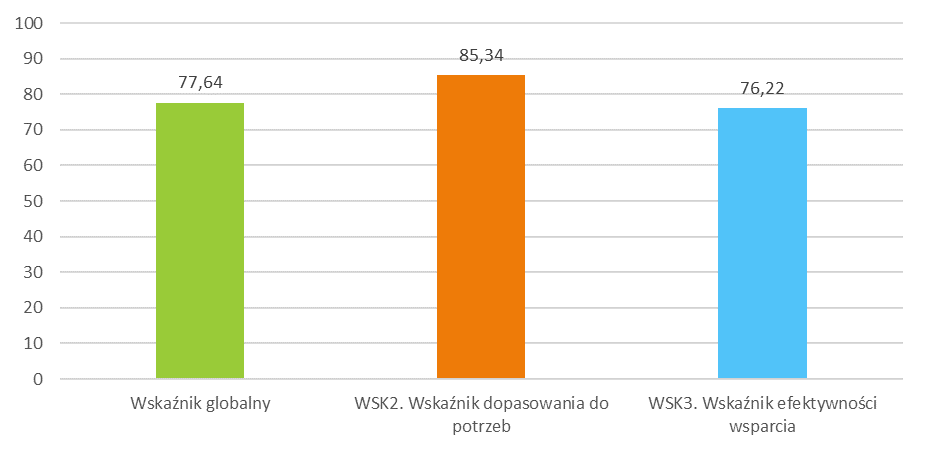 100
90
80
70
60
50
40
30
20
10
0
77,64
85,34
76,22
Wskaźnik globalny
WSK2. Wskaźnik dopasowania do
potrzeb
WSK3. Wskaźnik efektywności
wsparcia